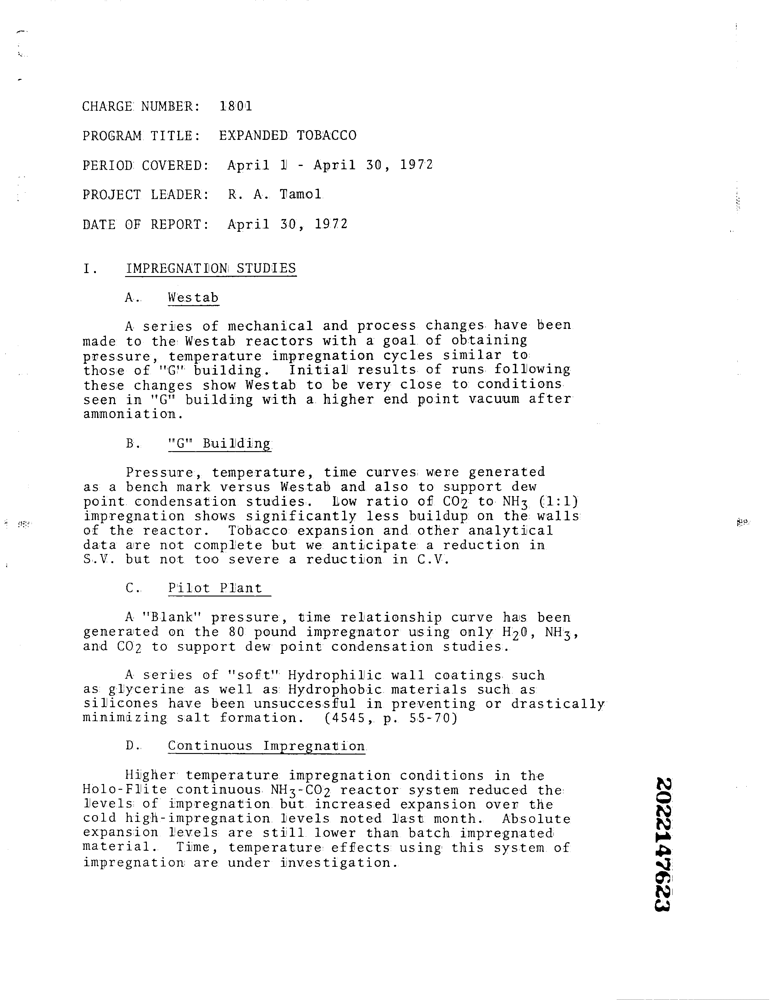 CHARGE NUMBER: 1801
PROGRAM TITLE: EXPANDED TOBACCO
PERIOD COVERED: April 1 - April 30, 1972
PROJECT LEADER: R. A. Tamol
DATE OF REPORT: April 30, 1972
I. IMPREGNATION STUDIES
A. Westab
A series of mechanical and process changes have been
made to the Westab reactors with a goal of obtaining
pressure, temperature impregnation cycles similar to
those of "G" building. Initial results of runs following
these changes show Westab to be very close to conditions
seen in "G" building with a higher end point vacuum after
ammoniation.
B. "G" Building
Pressure, temperature, time curves were generated
as a bench mark versus Westab and also to support dew
point condensation studies. Low ratio of CO2 to NH3 (1:1)
impregnation shows significantly less buildup on the walls
of the reactor. Tobacco expansion and other analytical
data are not complete but we anticipate a reduction in
S.V. but not too severe a reduction in C.V.
C. Pilot Plant
A "Blank" pressure, time relationship curve has been
generated on the 80 pound impregnator using only H20, NH3,
and CO2 to support dew point condensation studies.
A series of "soft" Hydrophilic wall coatings such
as glycerine as well as Hydrophobic materials such as
silicones have been unsuccessful in preventing or drastically
minimizing salt formation. (4545, p. 55-70)
D. Continuous Impregnation
Higher temperature impregnation conditions in the
Holo-Flite continuous NH3-CO2 reactor system reduced the
levels of impregnation but increased expansion over the
cold high-impregnation levels noted last month. Absolute
expansion levels are still lower than batch impregnated
material. Time, temperature effects using this system of
impregnation are under investigation.
2022147623